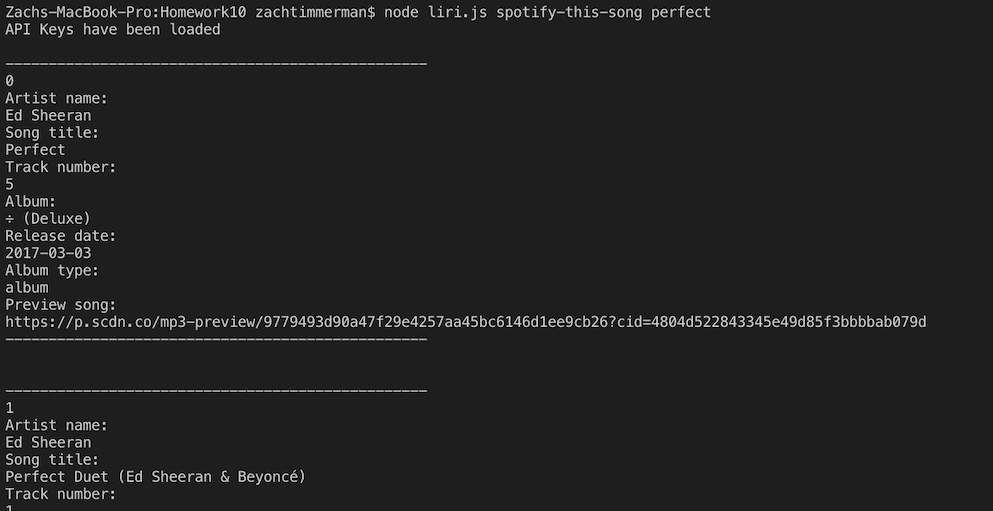 Zachs-MacBook-Pro:Homework10 zachtimmerman$ node liri.js spotify-this-song perfect
API Keys have been loaded
-------------------------------------------------
0
Artist name:
Ed Sheeran
Song title:
Perfect
Track number:
5
Album:
÷ (Deluxe)
Release date:
2017-03-03
Album type:
album
Preview song:
https://p.scdn.co/mp3-preview/9779493d90a47f29e4257aa45bc6146d1ee9cb26?cid=4804d522843345e49d85f3bbbbab079d
-------------------------------------------------
-------------------------------------------------
1
Artist name:
Ed Sheeran
Song title:
Perfect Duet (Ed Sheeran & Beyoncé)
Track number: